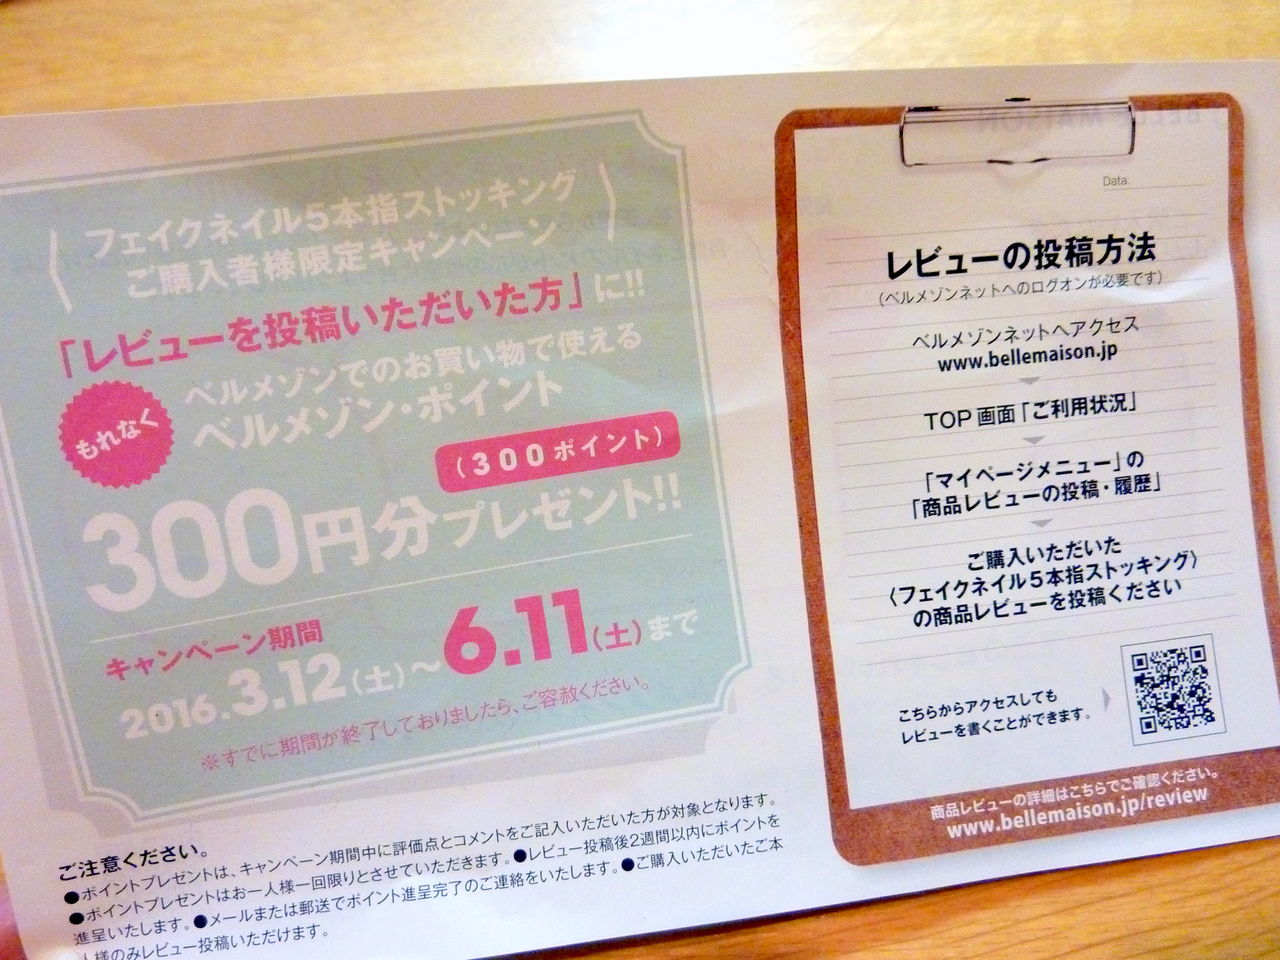 フェイクネイル5本指ストッキング
ご購入者様限定キャンペーン
「レビューを投稿いただいた方」に!!
もれなく
ベルメゾンでのお買い物で使える
ベルメゾン・ポイント
(300ポイント)
300円分プレゼント!!
キャンペーン期間
2016.3.12(土)〜6.11(土)まで
※すでに期間が終了しておりましたら、ご容赦ください。
ご注意ください。
●ポイントプレゼントは、キャンペーン期間中に評価点とコメントをご記入いただいた方が対象となります。
●ポイントプレゼントはお一人様一回限りとさせていただきます。●レビュー投稿後2週間以内にポイントを
進呈いたします。●メールまたは郵送でポイント進呈完了のご連絡をいたします。●ご購入いただいたご本
人様のみレビュー投稿いただけます。
Data:
レビューの投稿方法
(ベルメゾンネットへのログオンが必要です)
ベルメゾンネットへアクセス
www.bellemaison.jp
TOP画面「ご利用状況」
「マイページメニュー」の
「商品レビューの投稿・履歴」
ご購入いただいた
〈フェイクネイル5本指ストッキング〉
の商品レビューを投稿ください
こちらからアクセスしても
レビューを書くことができます。
商品レビューの詳細はこちらでご確認ください。
www.bellemaison.jp/review